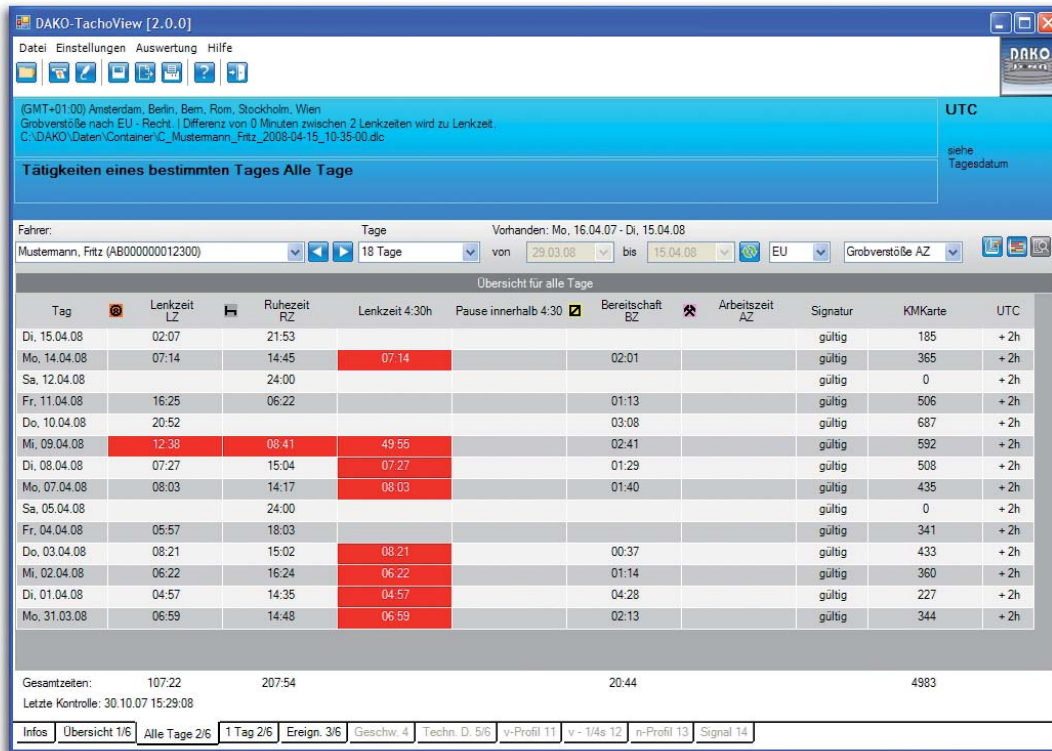 DAKO-TachoView [2.0.0]
Datei Einstellungen Auswertung Hilfe
DAKO
(GMT+01:00) Amsterdam, Berlin, Bern, Rom, Stockholm, Wien
Grobverstöße nach EU - Recht. | Differenz von 0 Minuten zwischen 2 Lenkzeiten wird zu Lenkzeit.
C:\DAKO\Daten\Container\C_Mustermann_Fritz_2008-04-15_10-35-00.dlc
UTC
siehe
Tagesdatum
Tätigkeiten eines bestimmten Tages Alle Tage
Fahrer: Tage Vorhanden: Mo, 16.04.07 - Di, 15.04.08
Mustermann, Fritz (AB000000012300) 18 Tage von 29.03.08 bis 15.04.08 EU Grobverstöße AZ
Übersicht für alle Tage
Tag Lenkzeit LZ Ruhezeit RZ Lenkzeit 4:30h Pause innerhalb 4:30 Bereitschaft BZ Arbeitszeit AZ Signatur KMKarte UTC
Di, 15.04.08 02:07 21:53 gültig 185 + 2h
Mo, 14.04.08 07:14 14:45 07:14 02:01 gültig 365 + 2h
Sa, 12.04.08 24:00 gültig 0 + 2h
Fr, 11.04.08 16:25 06:22 01:13 gültig 506 + 2h
Do, 10.04.08 20:52 03:08 gültig 687 + 2h
Mi, 09.04.08 12:38 08:41 49:55 02:41 gültig 592 + 2h
Di, 08.04.08 07:27 15:04 07:27 01:29 gültig 508 + 2h
Mo, 07.04.08 08:03 14:17 08:03 01:40 gültig 435 + 2h
Sa, 05.04.08 24:00 gültig 0 + 2h
Fr, 04.04.08 05:57 18:03 gültig 341 + 2h
Do, 03.04.08 08:21 15:02 08:21 00:37 gültig 433 + 2h
Mi, 02.04.08 06:22 16:24 06:22 01:14 gültig 360 + 2h
Di, 01.04.08 04:57 14:35 04:57 04:28 gültig 227 + 2h
Mo, 31.03.08 06:59 14:48 06:59 02:13 gültig 344 + 2h
Gesamtzeiten: 107:22 207:54 20:44 4983
Letzte Kontrolle: 30.10.07 15:29:08
Infos Übersicht 1/6 Alle Tage 2/6 1 Tag 2/6 Ereign. 3/6 Geschw. 4 Techn. D. 5/6 v-Profil 11 v - 1/4s 12 n-Profil 13 Signal 14